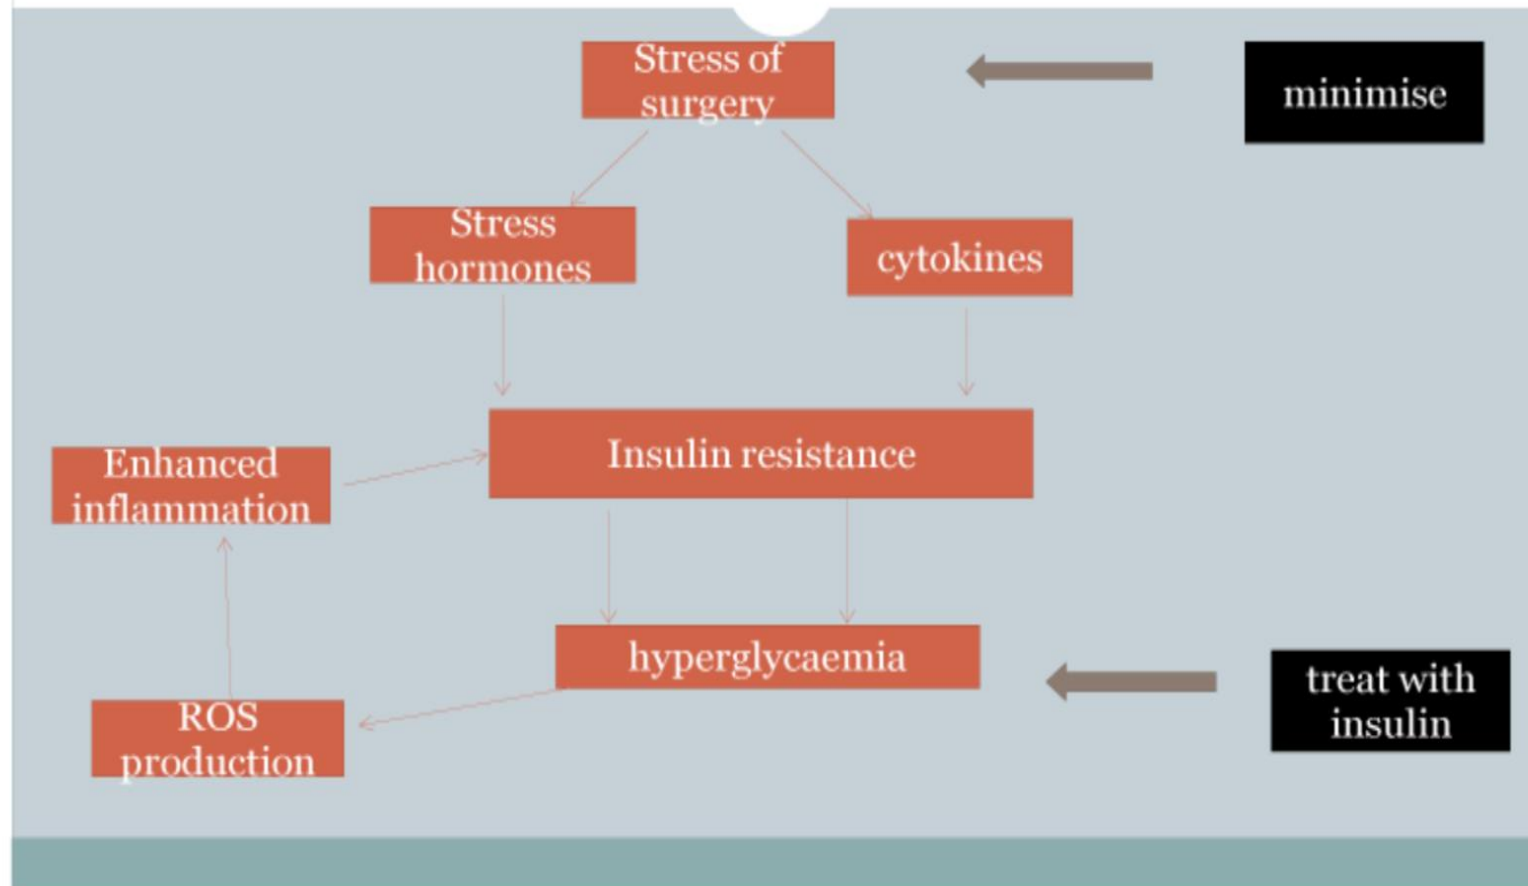 Stress of
surgery
minimise
Stress
hormones
cytokines
Insulin resistance
Enhanced
inflammation
hyperglycaemia
treat with
insulin
ROS
production